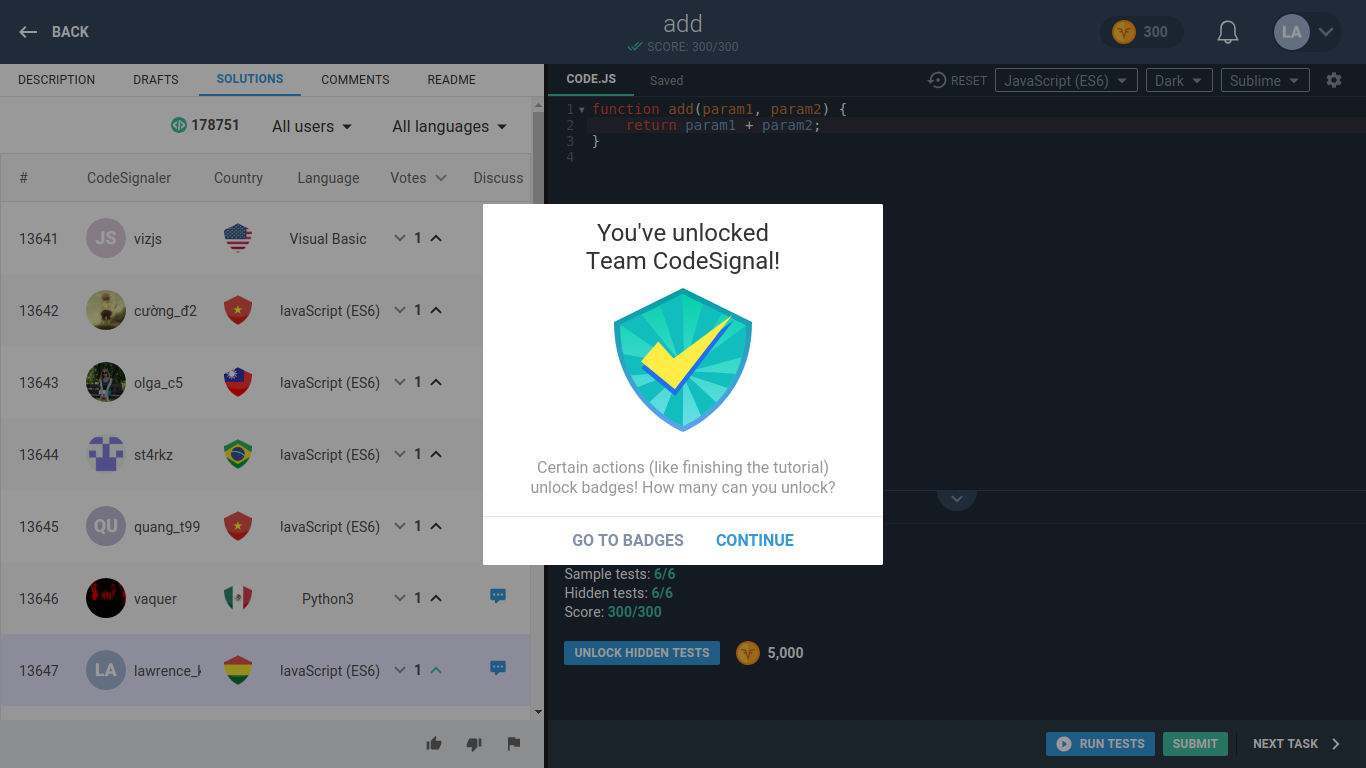 BACK
add
SCORE: 300/300
300
LA
DESCRIPTION DRAFTS SOLUTIONS COMMENTS README
CODE.JS Saved RESET JavaScript (ES6) Dark Sublime
178751 All users All languages
# CodeSignaler Country Language Votes Discuss
13641 JS vizjs Visual Basic 1
13642 cường_đ2 JavaScript (ES6) 1
13643 olga_c5 JavaScript (ES6) 1
13644 st4rkz JavaScript (ES6) 1
13645 QU quang_t99 JavaScript (ES6) 1
13646 vaquer Python3 1
13647 LA lawrence_k JavaScript (ES6) 1
1 function add(param1, param2) {
2 return param1 + param2;
3 }
4
You've unlocked
Team CodeSignal!
Certain actions (like finishing the tutorial)
unlock badges! How many can you unlock?
GO TO BADGES CONTINUE
Sample tests: 6/6
Hidden tests: 6/6
Score: 300/300
UNLOCK HIDDEN TESTS 5,000
RUN TESTS SUBMIT NEXT TASK